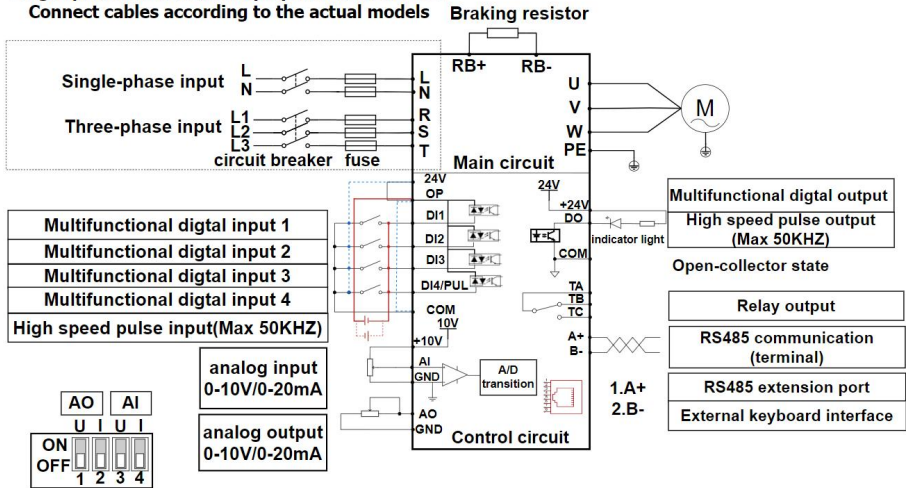 Connect cables according to the actual models
Braking resistor
RB+ RB-
Single-phase input
L
N
L
N
Three-phase input
L1
L2
L3
R
S
T
circuit breaker fuse
Main circuit
U
V
W
PE
M
24V
OP
DI1
DI2
DI3
DI4/PUL
COM
10V
+10V
AI
GND
AO
GND
Multifunctional digtal input 1
Multifunctional digtal input 2
Multifunctional digtal input 3
Multifunctional digtal input 4
High speed pulse input(Max 50KHZ)
analog input
0-10V/0-20mA
analog output
0-10V/0-20mA
A/D
transition
Control circuit
24V
+24V
DO
COM
indicator light
Multifunctional digtal output
High speed pulse output
(Max 50KHZ)
Open-collector state
TA
TB
TC
Relay output
A+
B-
RS485 communication
(terminal)
1.A+
2.B-
RS485 extension port
External keyboard interface
AO AI
U I U I
ON
OFF
1 2 3 4